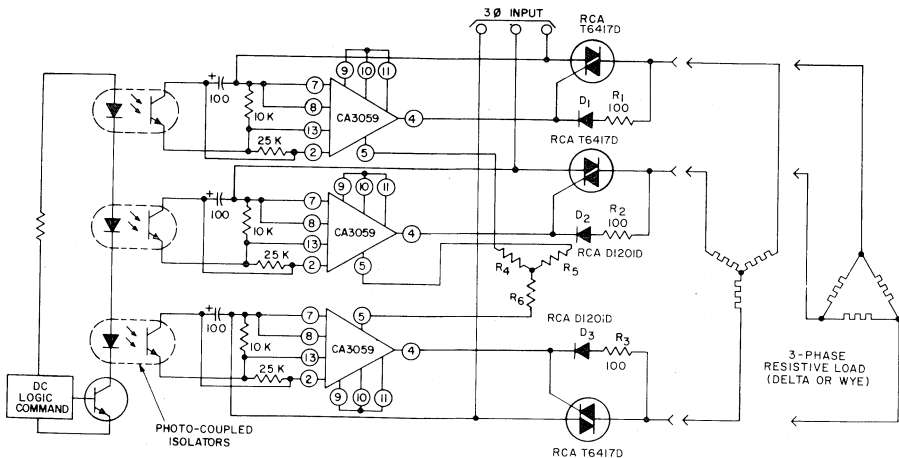 3Ø INPUT
RCA
T6417D
+
100
9
10
11
7
8
13
2
10 K
25 K
CA3059
4
5
D1
R1
100
RCA T6417D
+
100
9
10
11
7
8
13
2
10 K
25 K
CA3059
4
5
D2
R2
100
RCA D1201D
R4
R5
R6
+
100
7
8
13
2
10 K
25 K
5
CA3059
4
9
10
11
RCA D1201D
D3
R3
100
RCA T6417D
DC
LOGIC
COMMAND
PHOTO-COUPLED
ISOLATORS
3-PHASE
RESISTIVE LOAD
(DELTA OR WYE)